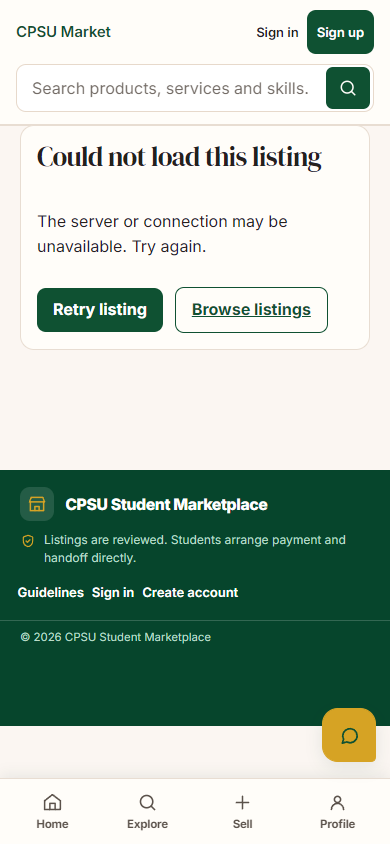 CPSU Market
Sign in
Sign up
Search products, services and skills.
Could not load this listing
The server or connection may be
unavailable. Try again.
Retry listing
Browse listings
CPSU Student Marketplace
Listings are reviewed. Students arrange payment and
handoff directly.
Guidelines Sign in Create account
© 2026 CPSU Student Marketplace
Home
Explore
Sell
Profile